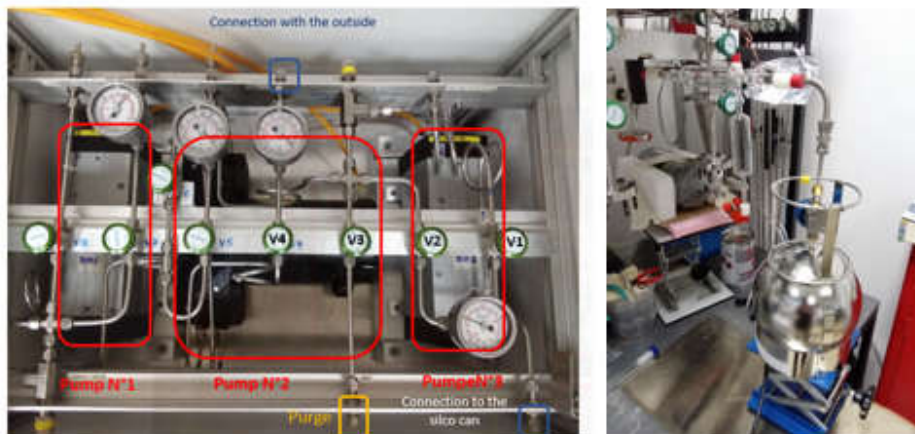 Connection with the outside
V5
V4
V3
V2
V1
Pump N°1
Pump N°2
PumpeN°3
Purge
Connection to the
silco can